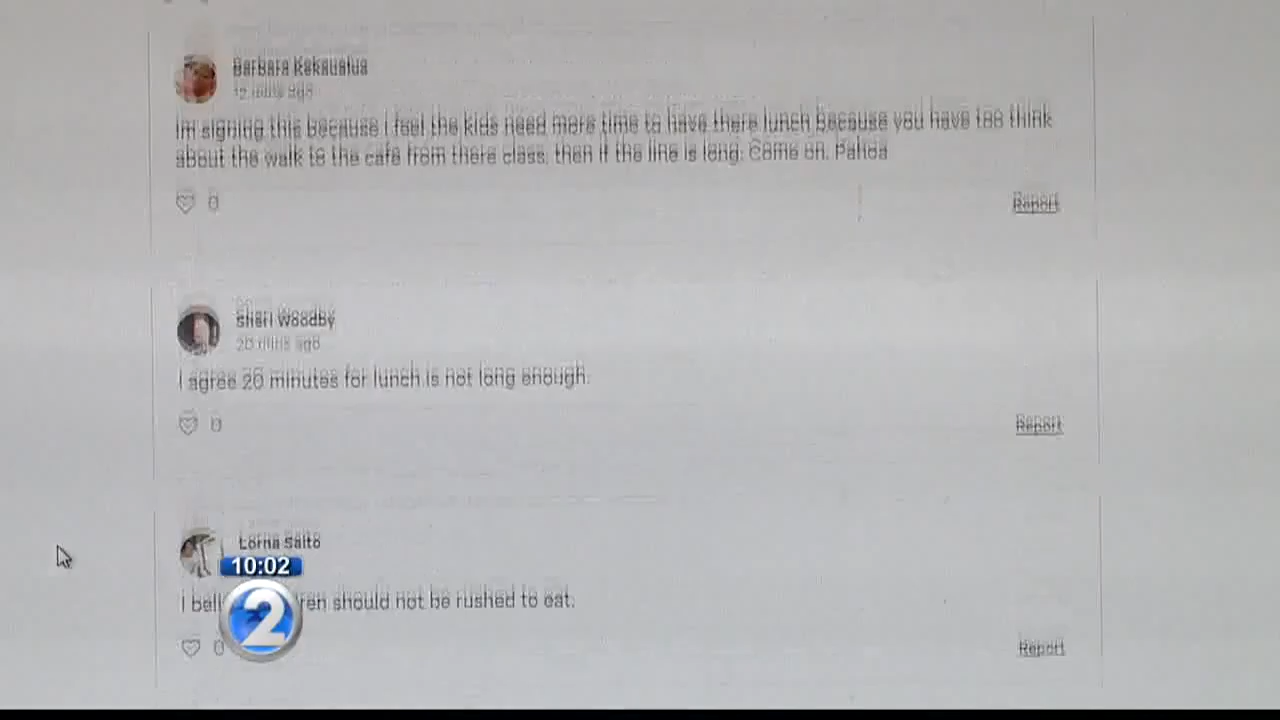 Barbara
12 mins ago
Im signing this because I feel the kids need more time to have there lunch because you have too think
about the walk to the cafe from there class, then if the line is long. Come on. Pahoa
0
Report
Shari Woodby
20 mins ago
I agree 20 minutes for lunch is not long enough.
0
Report
Lorna Saito
10:02
I ren should not be rushed to eat.
2
0
Report